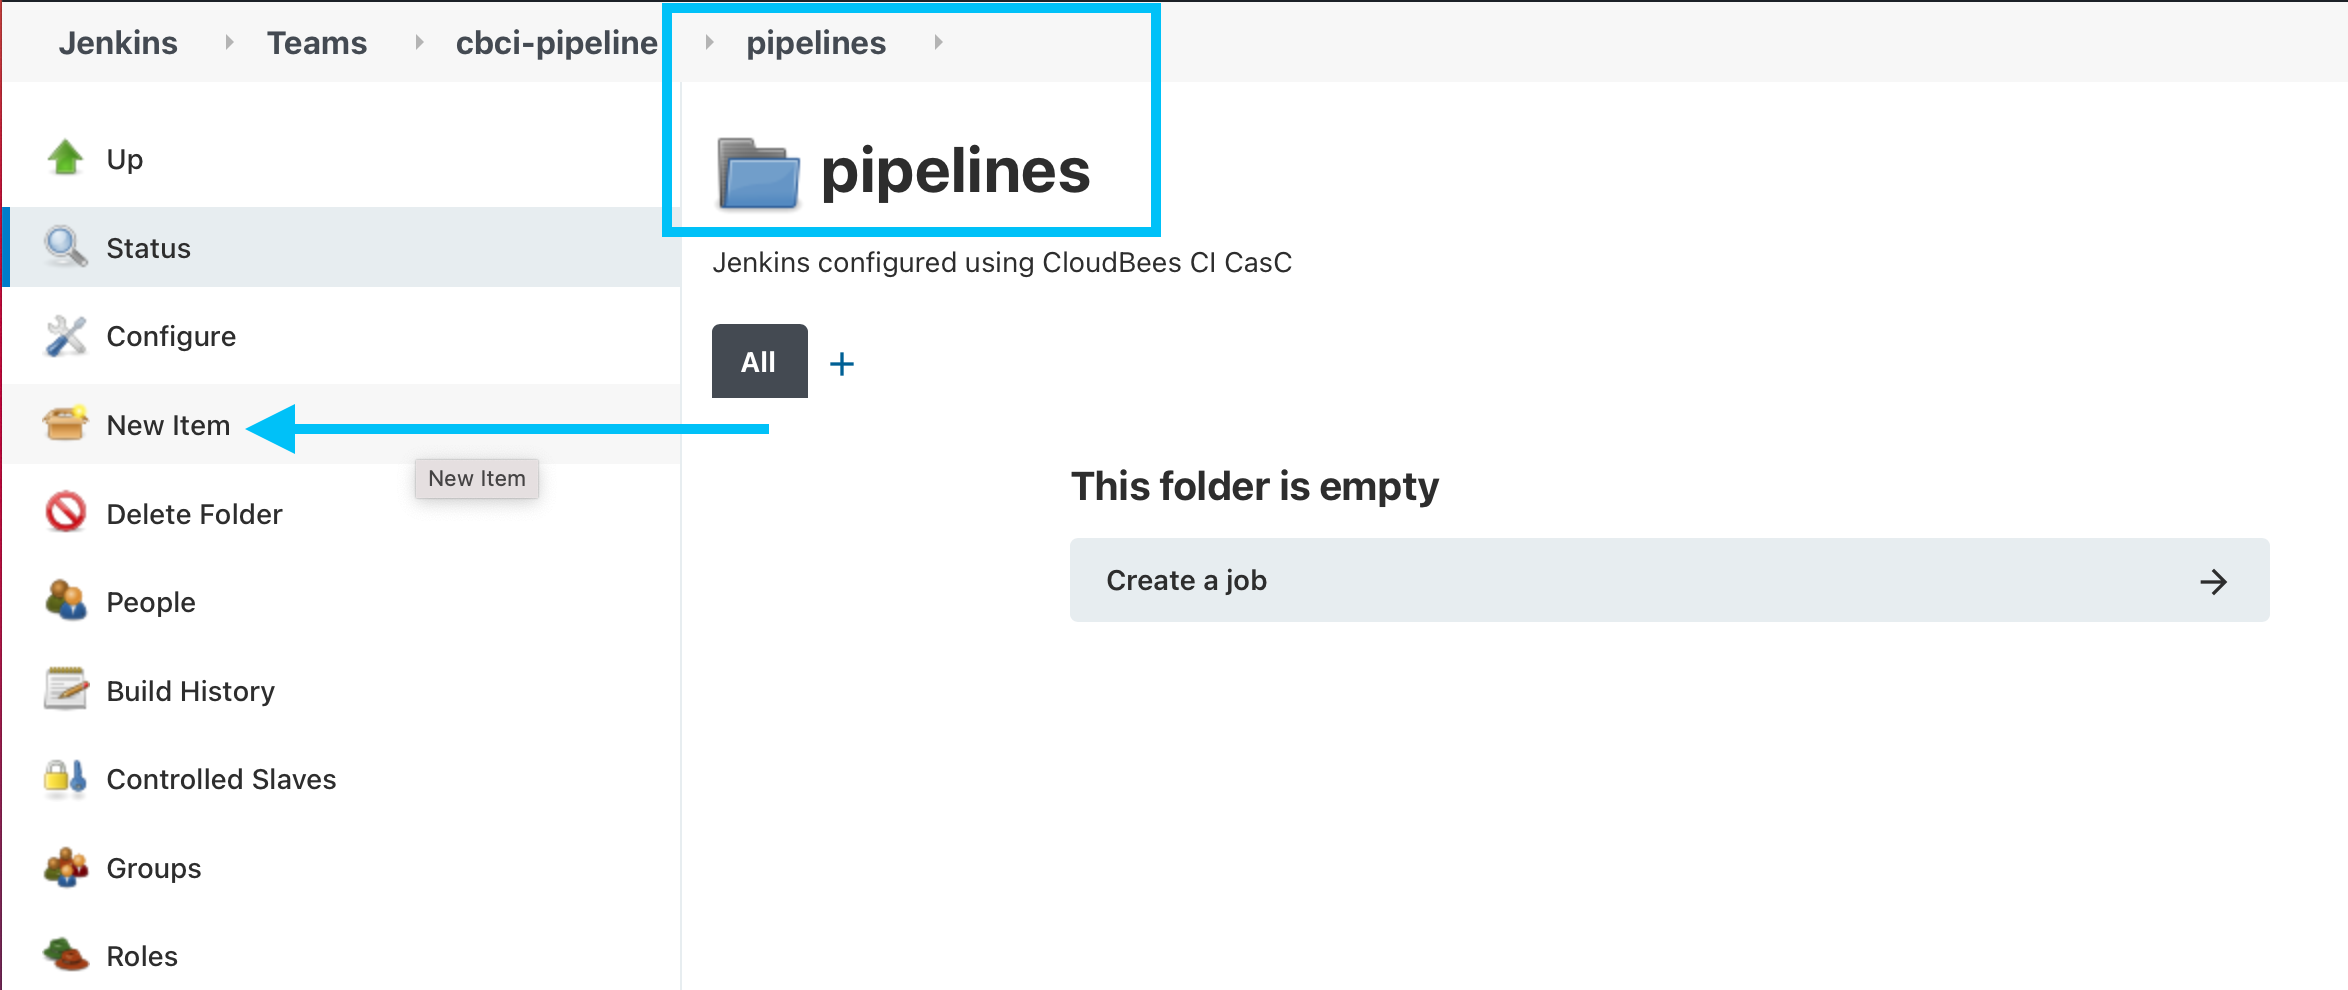 Jenkins Teams cbci-pipeline pipelines
Up
Status
Configure
New Item
New Item
Delete Folder
People
Build History
Controlled Slaves
Groups
Roles
pipelines
Jenkins configured using CloudBees CI CasC
All +
This folder is empty
Create a job